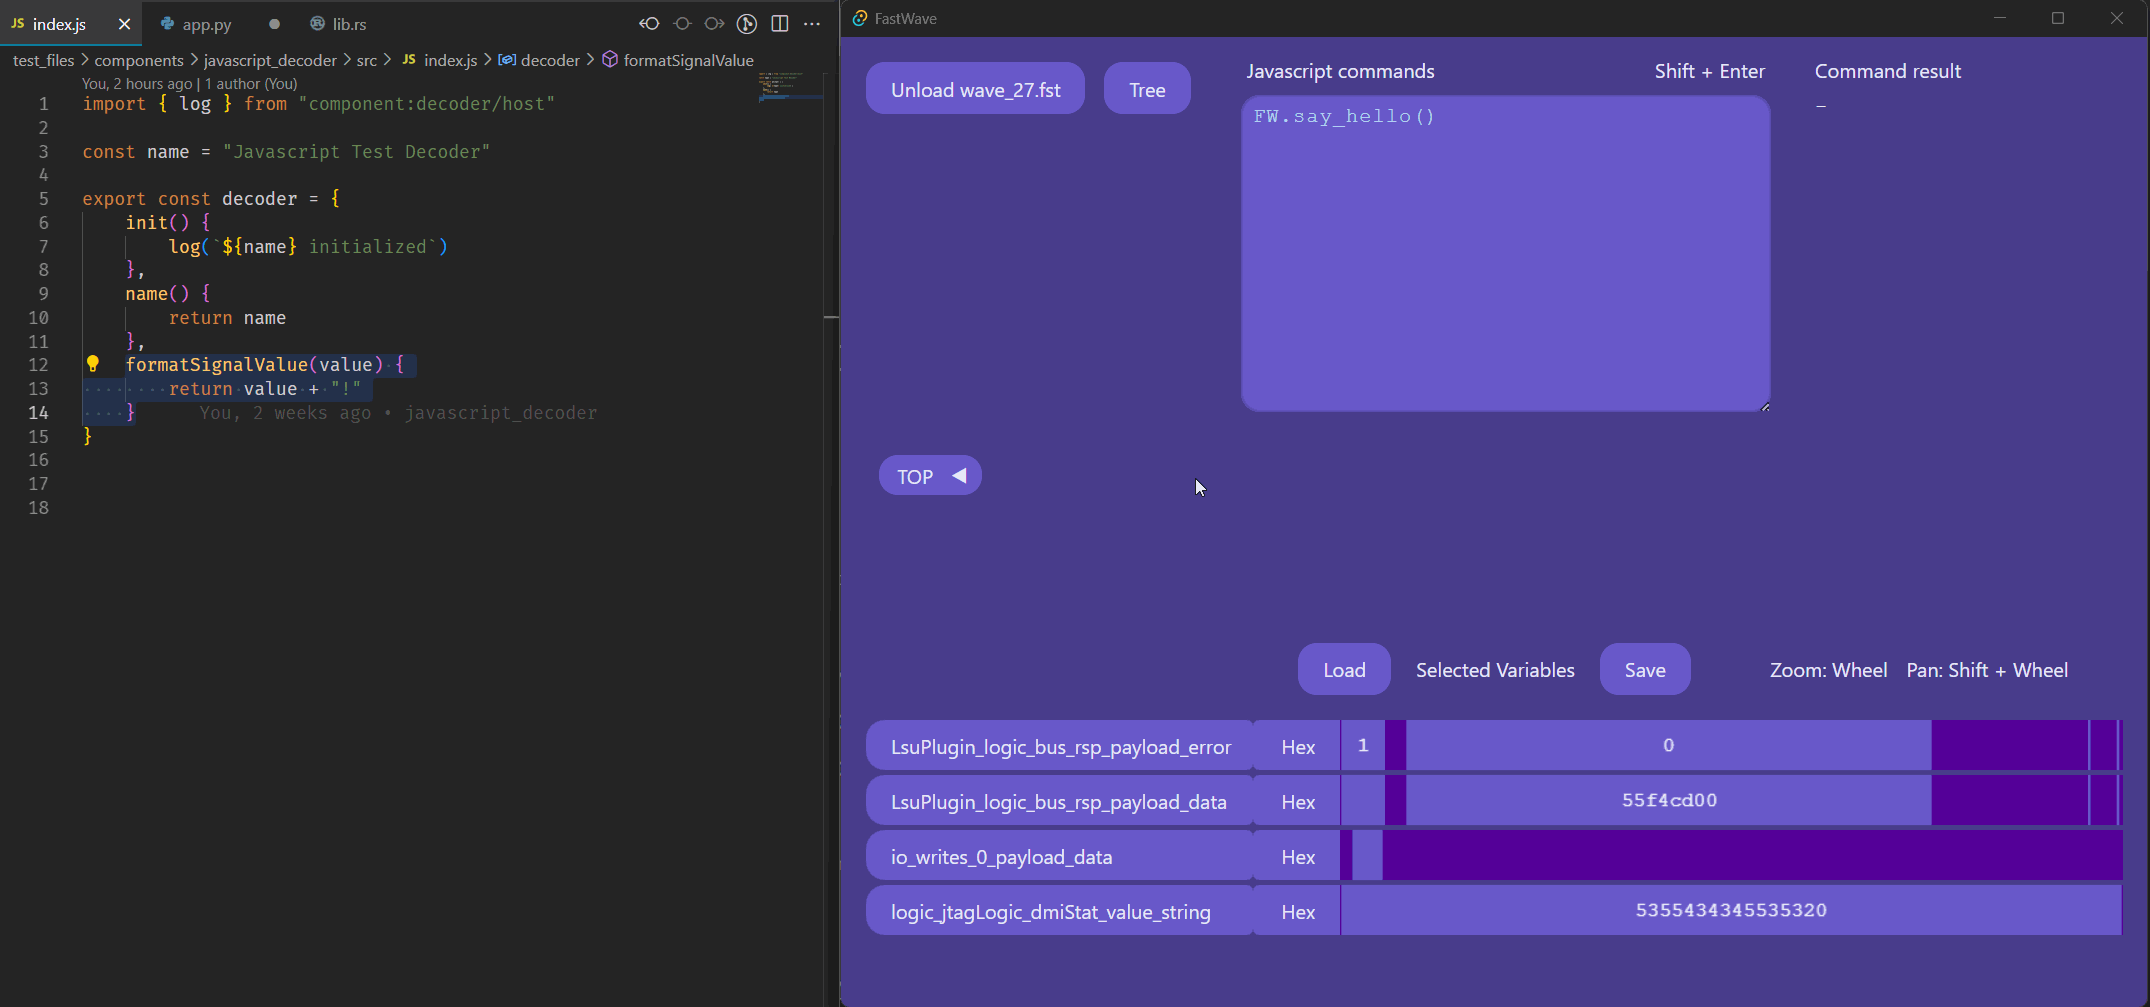 JS index.js
app.py
lib.rs
test_files > components > javascript_decoder > src > JS index.js > decoder > formatSignalValue
You, 2 hours ago | 1 author (You)
1 import { log } from "component:decoder/host"
2
3 const name = "Javascript Test Decoder"
4
5 export const decoder = {
6 init() {
7 log(`${name} initialized`)
8 },
9 name() {
10 return name
11 },
12 formatSignalValue(value) {
13 return value + "!"
14 } You, 2 weeks ago • javascript_decoder
15 }
16
17
18
FastWave
Unload wave_27.fst
Tree
Javascript commands
Shift + Enter
Command result
FW.say_hello()
-
TOP ◀
Load
Selected Variables
Save
Zoom: Wheel
Pan: Shift + Wheel
LsuPlugin_logic_bus_rsp_payload_error Hex 1 0
LsuPlugin_logic_bus_rsp_payload_data Hex 55f4cd00
io_writes_0_payload_data Hex
logic_jtagLogic_dmiStat_value_string Hex 5355434345535320